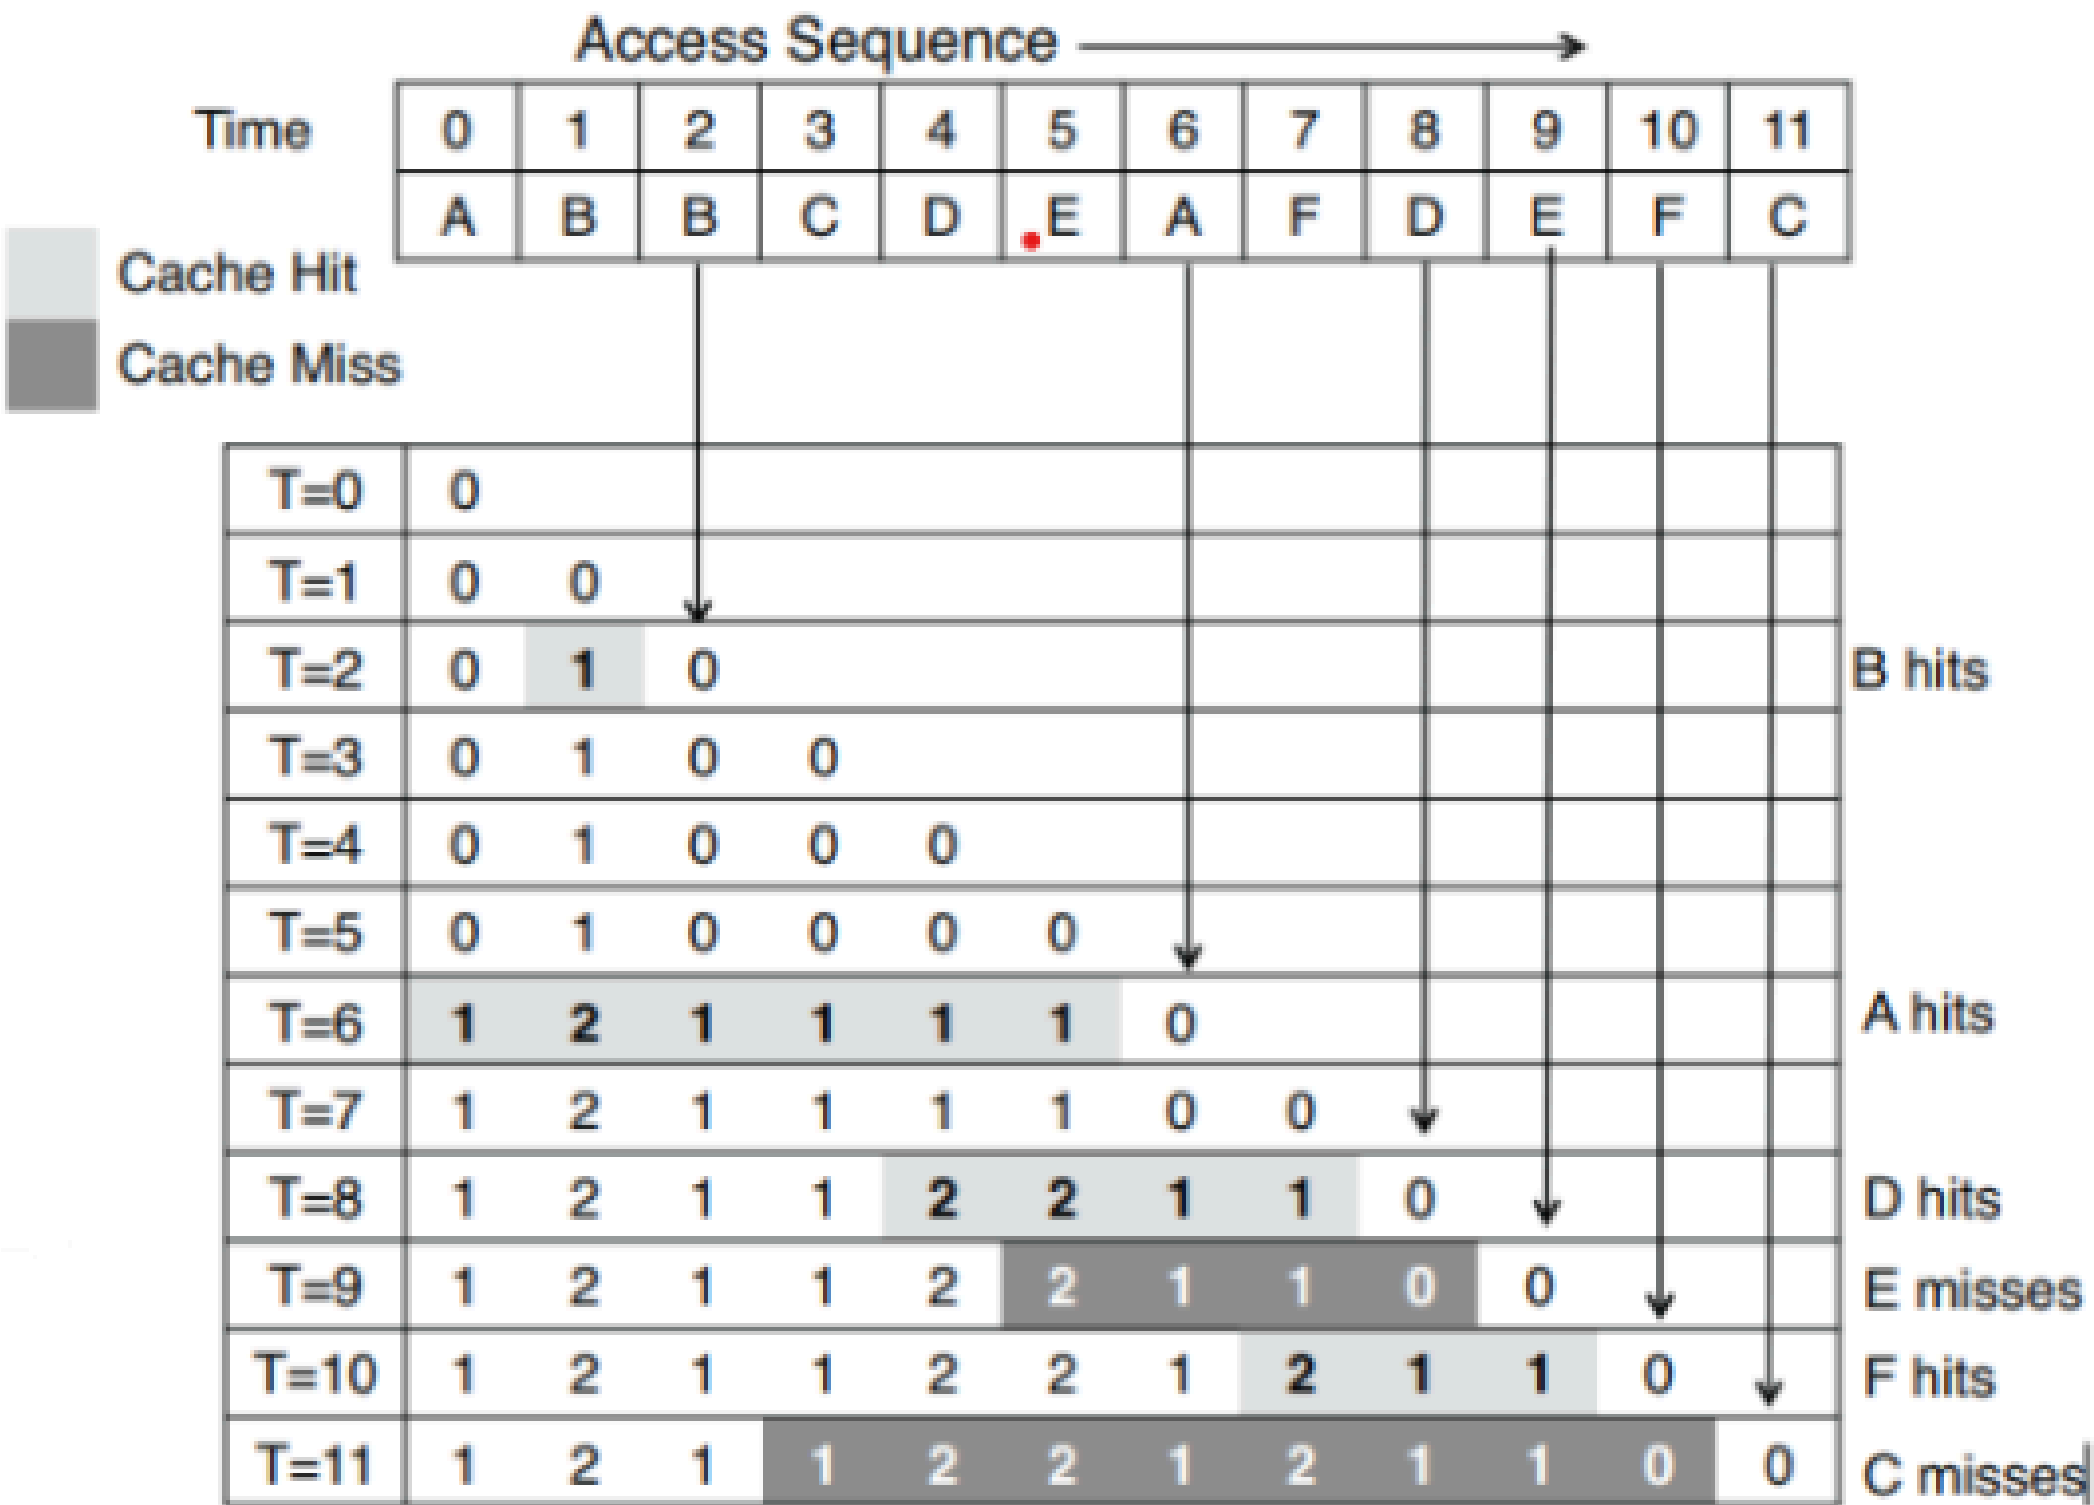 Access Sequence
Time 0 1 2 3 4 5 6 7 8 9 10 11
A B B C D E A F D E F C
Cache Hit
Cache Miss
T=0 0
T=1 0 0
T=2 0 1 0 B hits
T=3 0 1 0 0
T=4 0 1 0 0 0
T=5 0 1 0 0 0 0
T=6 1 2 1 1 1 1 0 A hits
T=7 1 2 1 1 1 1 0 0
T=8 1 2 1 1 2 2 1 1 0 D hits
T=9 1 2 1 1 2 2 1 1 0 0 E misses
T=10 1 2 1 1 2 2 1 2 1 1 0 F hits
T=11 1 2 1 1 2 2 1 2 1 1 0 0 C misses